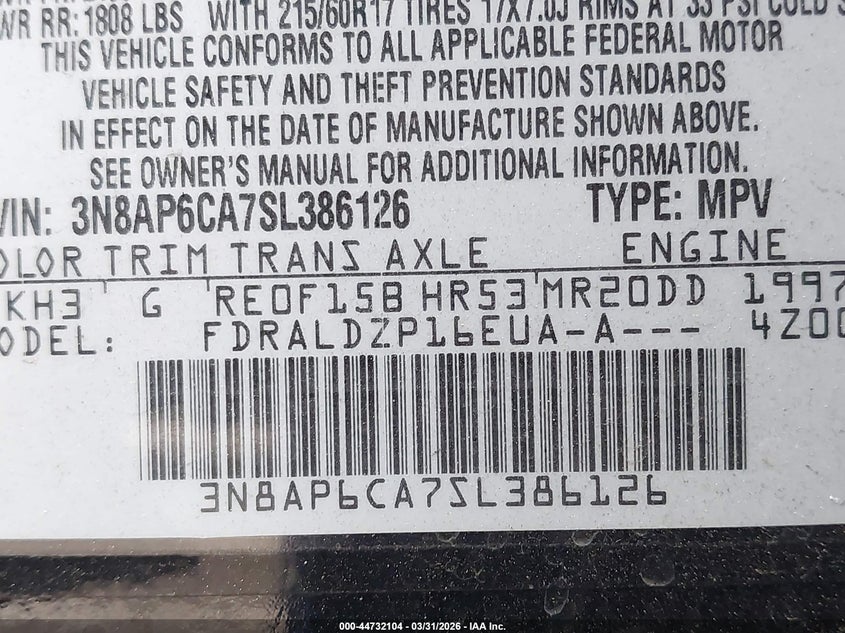 WR RR: 1808 LBS WITH 215/60R17 TIRES 17X7.0J RIMS AT 33 PSI COLD
THIS VEHICLE CONFORMS TO ALL APPLICABLE FEDERAL MOTOR
VEHICLE SAFETY AND THEFT PREVENTION STANDARDS
IN EFFECT ON THE DATE OF MANUFACTURE SHOWN ABOVE.
SEE OWNER'S MANUAL FOR ADDITIONAL INFORMATION.
VIN: 3N8AP6CA7SL386126 TYPE: MPV
OLOR TRIM TRANS AXLE ENGINE
KH3 G RE0F15B HR53 MR20DD 1997
ODEL: FDRALDZP16EUA-A--- 4Z00
3N8AP6CA7SL386126
000-44732104 - 03/31/2026 - IAA Inc.